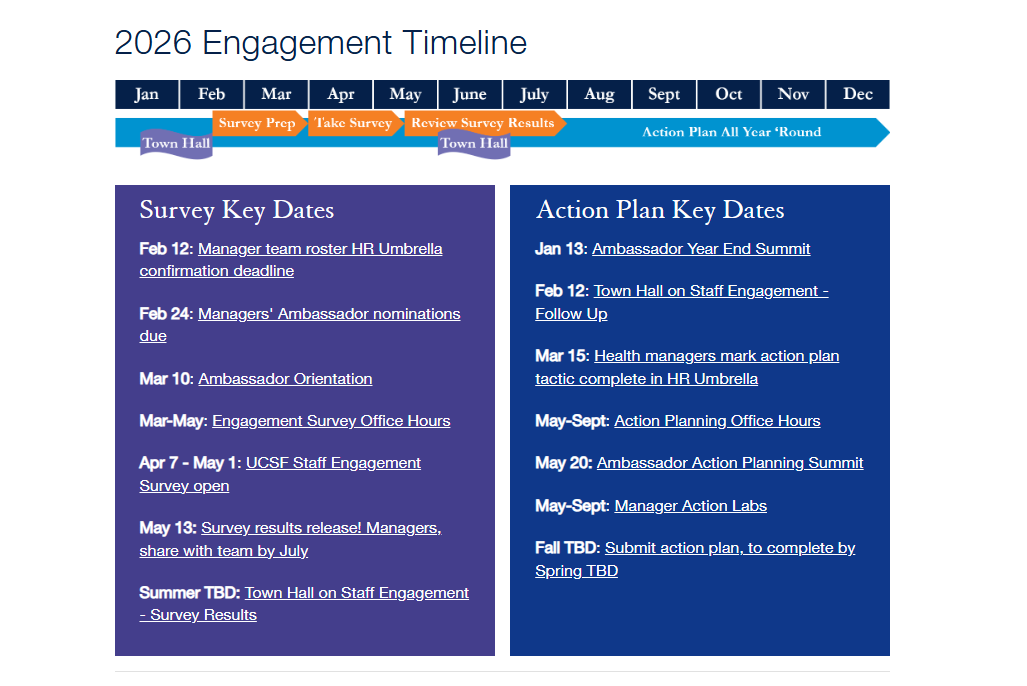 2026 Engagement Timeline
Jan Feb Mar Apr May June July Aug Sept Oct Nov Dec
Survey Prep Take Survey Review Survey Results
Action Plan All Year ‘Round
Town Hall Town Hall
Survey Key Dates
Feb 12: Manager team roster HR Umbrella
confirmation deadline
Feb 24: Managers' Ambassador nominations
due
Mar 10: Ambassador Orientation
Mar-May: Engagement Survey Office Hours
Apr 7 - May 1: UCSF Staff Engagement
Survey open
May 13: Survey results release! Managers,
share with team by July
Summer TBD: Town Hall on Staff Engagement
- Survey Results
Action Plan Key Dates
Jan 13: Ambassador Year End Summit
Feb 12: Town Hall on Staff Engagement -
Follow Up
Mar 15: Health managers mark action plan
tactic complete in HR Umbrella
May-Sept: Action Planning Office Hours
May 20: Ambassador Action Planning Summit
May-Sept: Manager Action Labs
Fall TBD: Submit action plan, to complete by
Spring TBD